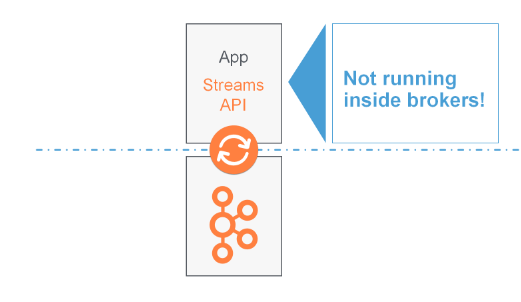 App
Streams
API
Not running
inside brokers!